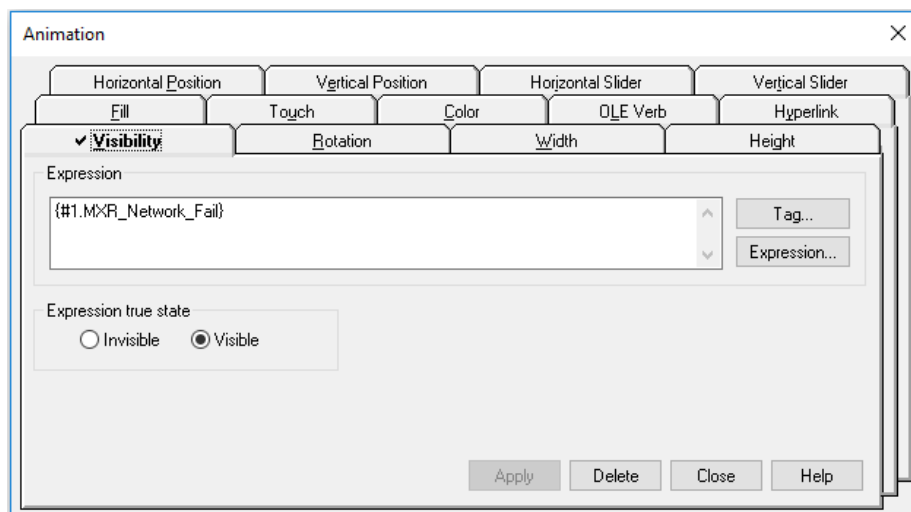 Animation
Horizontal Position Vertical Position Horizontal Slider Vertical Slider
Fill Touch Color OLE Verb Hyperlink
✔ Visibility Rotation Width Height
Expression
{#1.MXR_Network_Fail}
Tag...
Expression...
Expression true state
Invisible Visible
Apply Delete Close Help